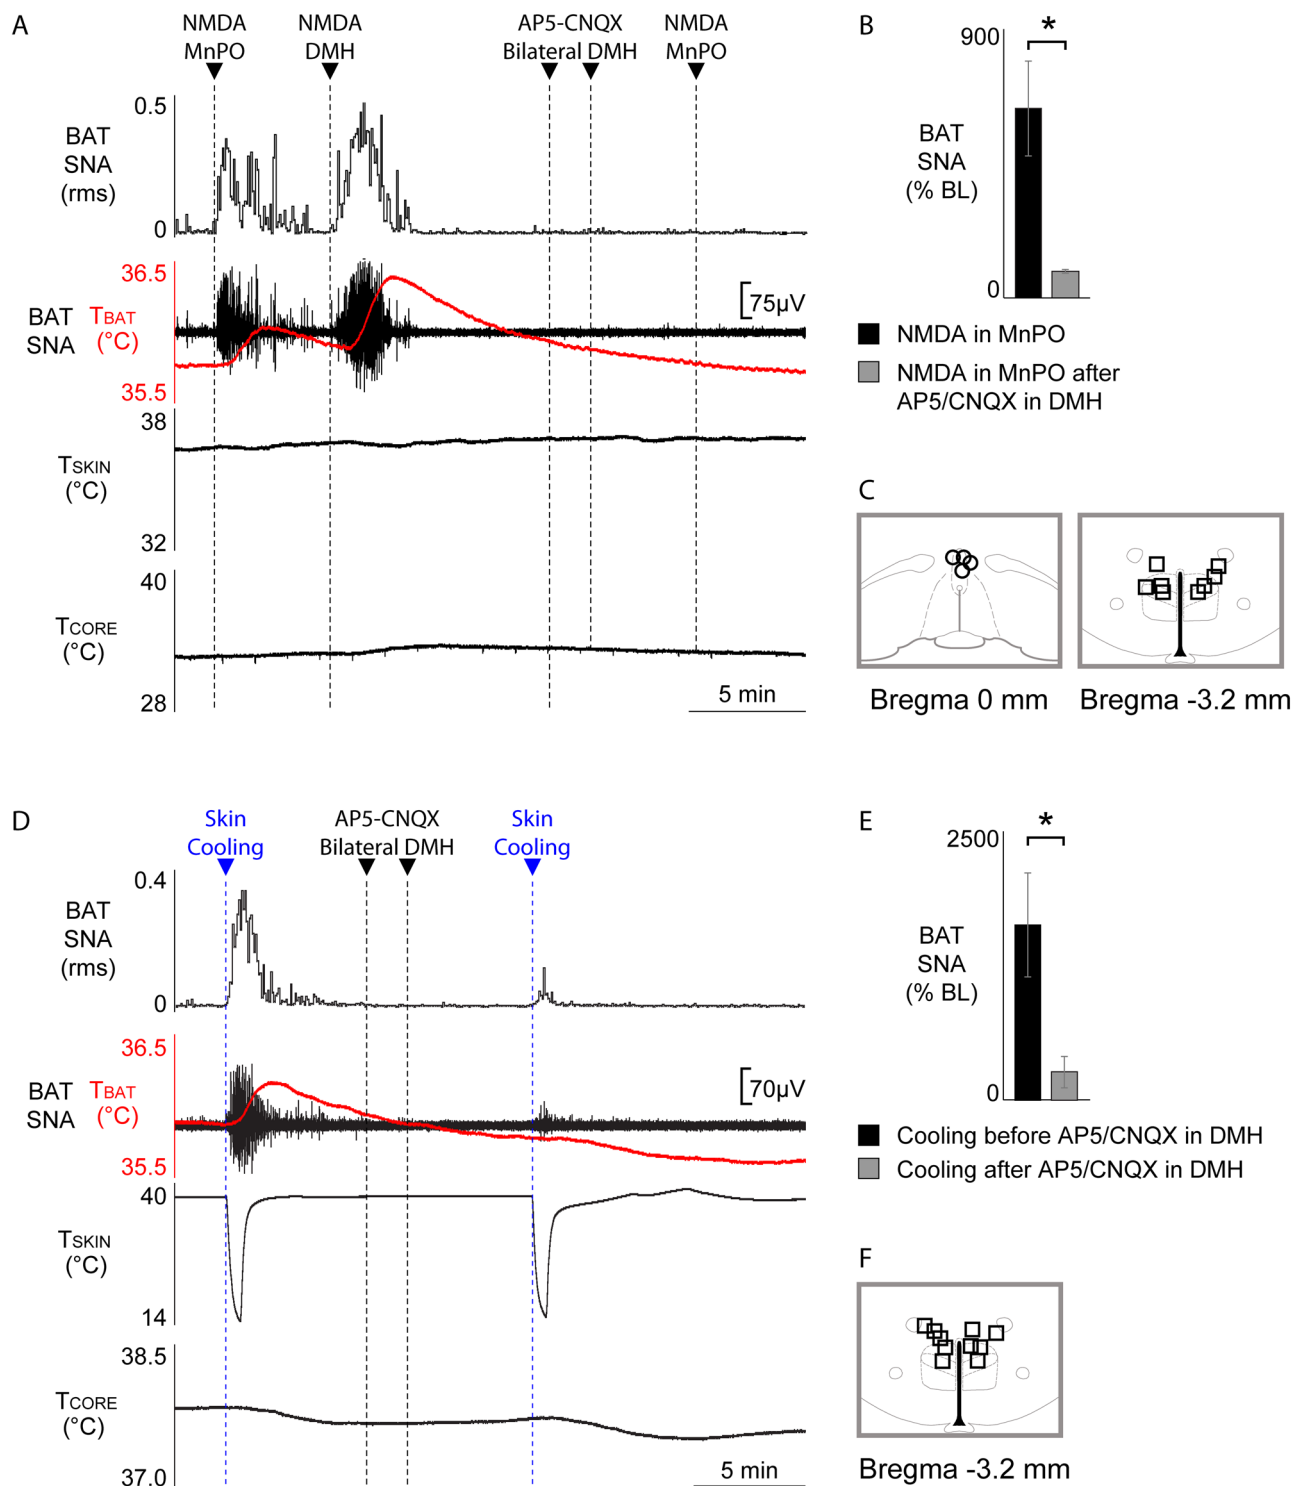 A
NMDA
MnPO
NMDA
DMH
AP5-CNQX
Bilateral DMH
NMDA
MnPO
0.5
BAT
SNA
(rms)
0
36.5
BAT
SNA
TBAT
(°C)
75µV
35.5
38
TSKIN
(°C)
32
40
TCORE
(°C)
28
5 min
B
900
*
BAT
SNA
(% BL)
0
NMDA in MnPO
NMDA in MnPO after
AP5/CNQX in DMH
C
Bregma 0 mm
Bregma -3.2 mm
D
Skin
Cooling
AP5-CNQX
Bilateral DMH
Skin
Cooling
0.4
BAT
SNA
(rms)
0
36.5
BAT
SNA
TBAT
(°C)
70µV
35.5
40
TSKIN
(°C)
14
38.5
TCORE
(°C)
37.0
5 min
E
2500
*
BAT
SNA
(% BL)
0
Cooling before AP5/CNQX in DMH
Cooling after AP5/CNQX in DMH
F
Bregma -3.2 mm